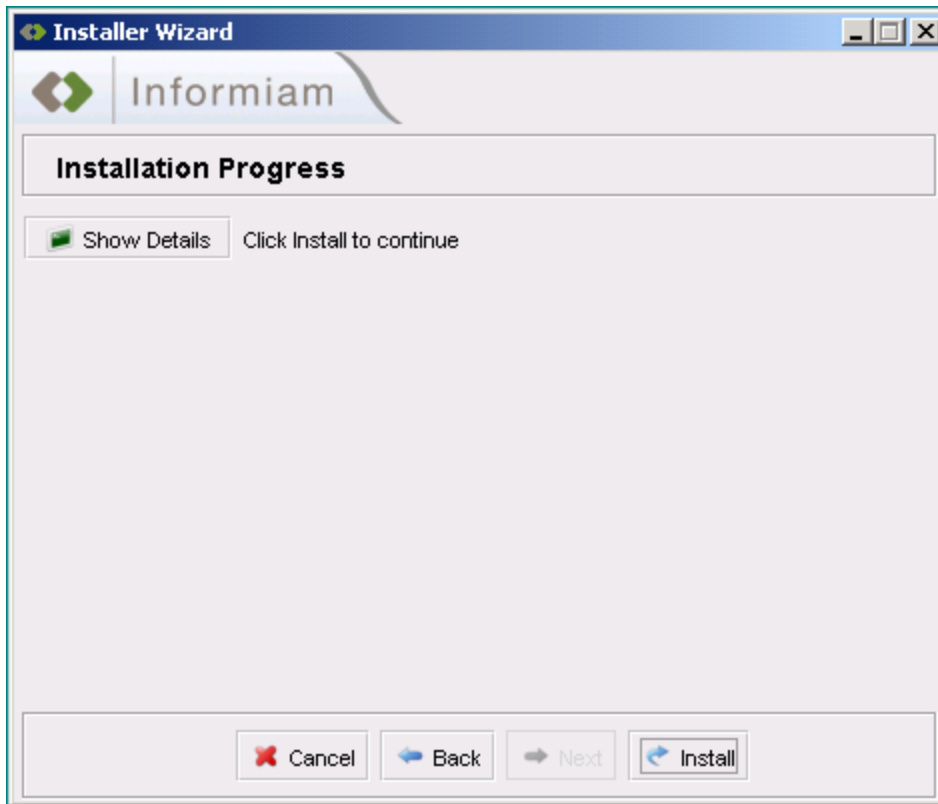 Installer Wizard
Informiam
Installation Progress
Show Details Click Install to continue
Cancel Back Next Install